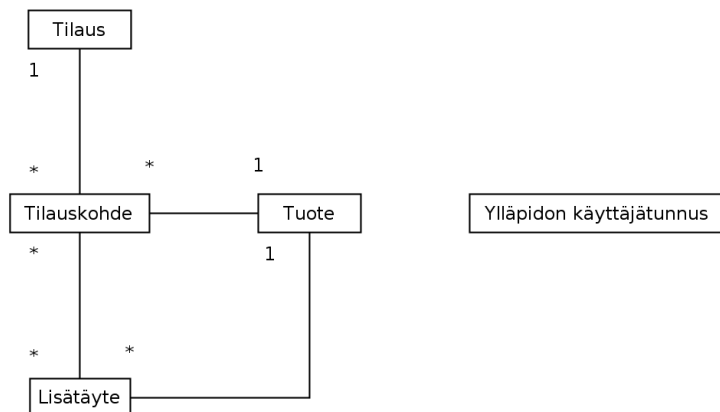 Tilaus
1
*
*
1
Tilauskohde
Tuote
Ylläpidon käyttäjätunnus
*
1
*
*
Lisätäyte